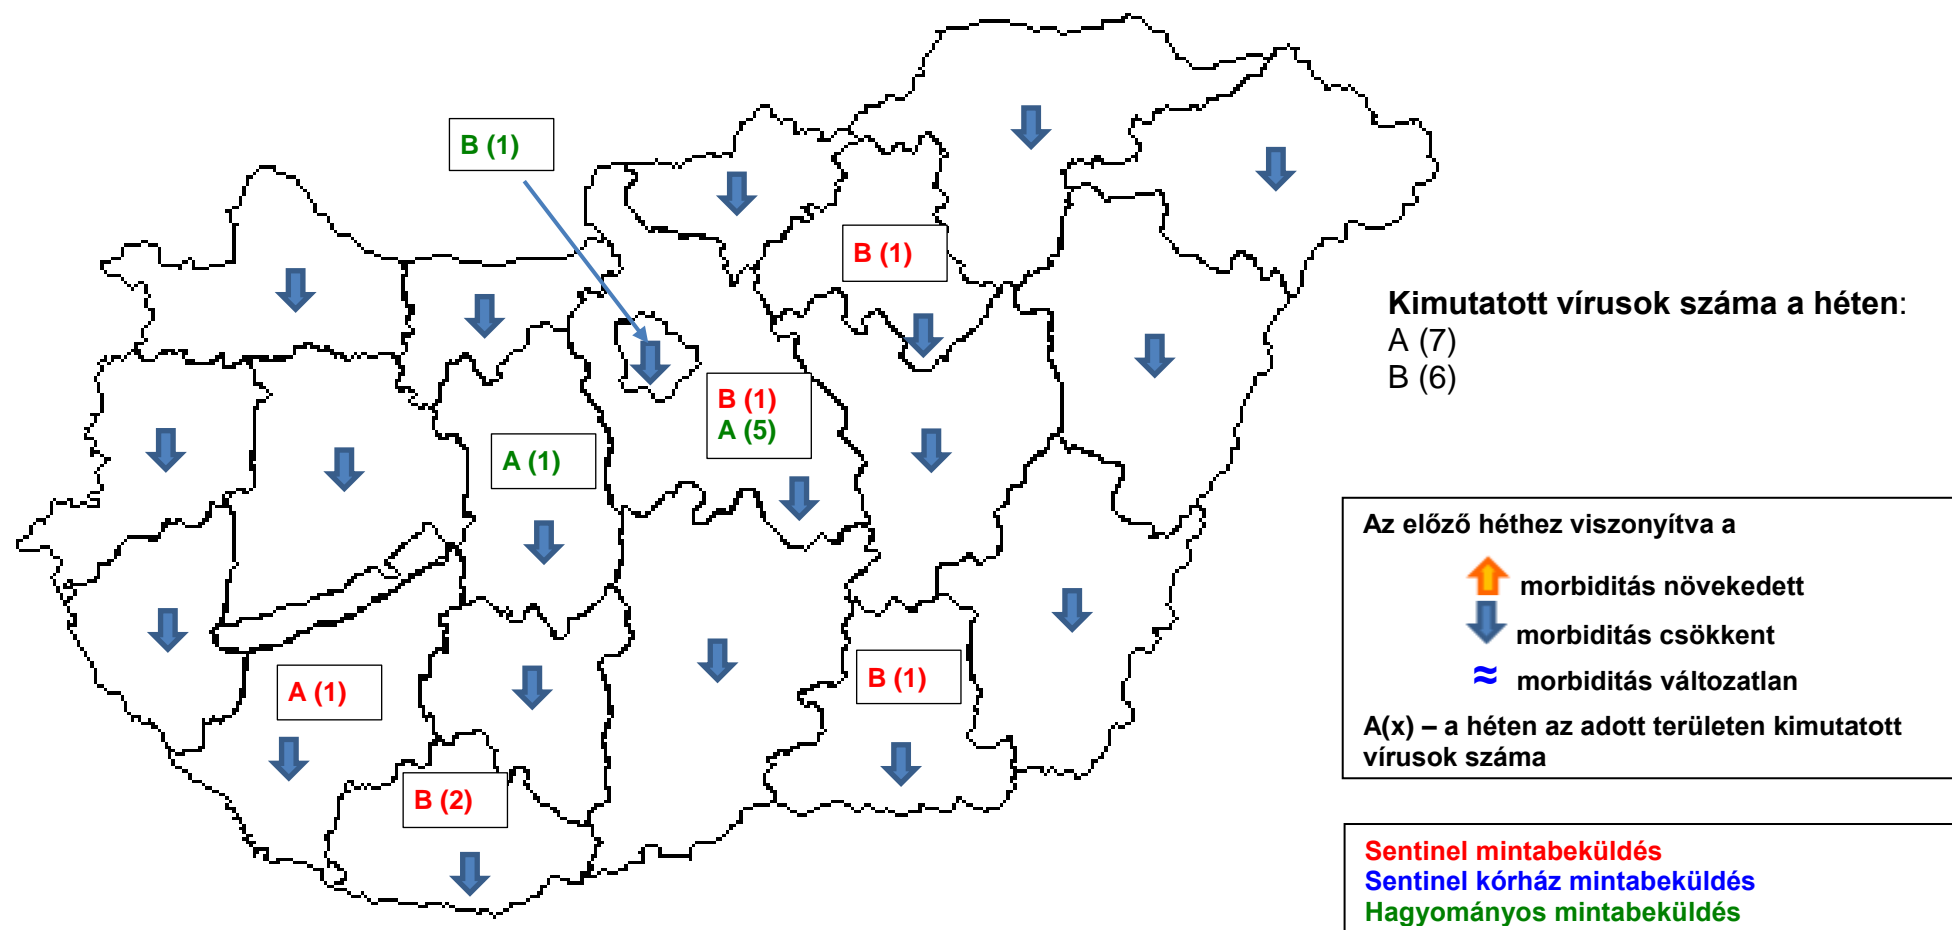 B (1)
B (1)
Kimutatott vírusok száma a héten:
A (7)
B (6)
B (1)
A (5)
A (1)
Az előző héthez viszonyítva a
morbiditás növekedett
morbiditás csökkent
≈ morbiditás változatlan
A(x) – a héten az adott területen kimutatott
vírusok száma
A (1)
B (1)
B (2)
Sentinel mintabeküldés
Sentinel kórház mintabeküldés
Hagyományos mintabeküldés